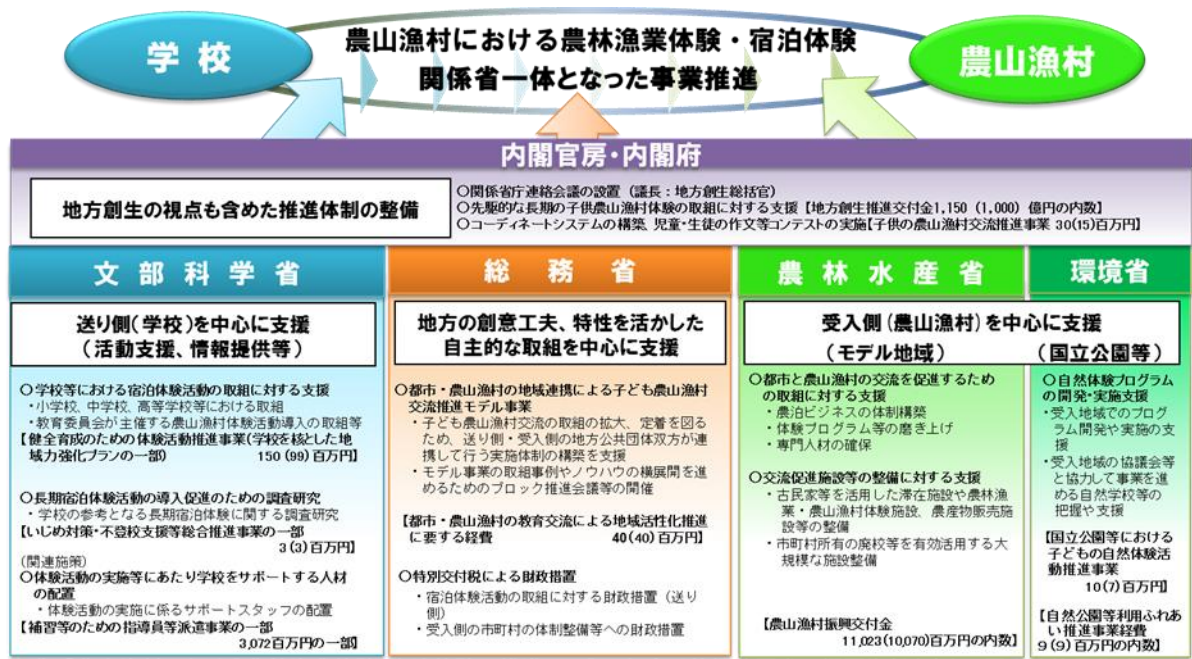 学校
農山漁村における農林漁業体験・宿泊体験
関係省一体となった事業推進
農山漁村
内閣官房・内閣府
地方創生の視点も含めた推進体制の整備
○関係省庁連絡会議の設置（議長：地方創生総括官）
○先駆的な長期の子供農山漁村体験の取組に対する支援【地方創生推進交付金1,150（1,000）億円の内数】
○コーディネートシステムの構築、児童・生徒の作文等コンテストの実施【子供の農山漁村交流推進事業 30(15)百万円】
文部科学省
送り側（学校）を中心に支援
（活動支援、情報提供等）
○学校等における宿泊体験活動の取組に対する支援
・小学校、中学校、高等学校等における取組
・教育委員会が主催する農山漁村体験活動導入の取組等
【健全育成のための体験活動推進事業（学校を核とした地
域力強化プランの一部） 150（99）百万円】
○長期宿泊体験活動の導入促進のための調査研究
・学校の参考となる長期宿泊体験に関する調査研究
【いじめ対策・不登校支援等総合推進事業の一部
3（3）百万円】
（関連施策）
○体験活動の実施等にあたり学校をサポートする人材
の配置
・体験活動の実施に係るサポートスタッフの配置
【補習等のための指導員等派遣事業の一部
3,072百万円の一部】
総務省
地方の創意工夫、特性を活かした
自主的な取組を中心に支援
○都市・農山漁村の地域連携による子ども農山漁村
交流推進モデル事業
・子ども農山漁村交流の取組の拡大、定着を図る
ため、送り側・受入側の地方公共団体双方が連
携して行う実施体制の構築を支援
・モデル事業の取組事例やノウハウの横展開を進
めるためのブロック推進会議等の開催
【都市・農山漁村の教育交流による地域活性化推進
に要する経費 40（40）百万円】
○特別交付税による財政措置
・宿泊体験活動の取組に対する財政措置（送り
側）
・受入側の市町村の体制整備等への財政措置
農林水産省
環境省
受入側（農山漁村）を中心に支援
（モデル地域） （国立公園等）
○都市と農山漁村の交流を促進するため
の取組に対する支援
・農泊ビジネスの体制構築
・体験プログラム等の磨き上げ
・専門人材の確保
○交流促進施設等の整備に対する支援
・古民家等を活用した滞在施設や農林漁
業・農山漁村体験施設、農産物販売施
設等の整備
・市町村所有の廃校等を有効活用する大
規模な施設整備
【農山漁村振興交付金
11,023（10,070）百万円の内数】
○自然体験プログラム
の開発・実施支援
・受入地域でのプログ
ラム開発や実施の支
援
・受入地域の協議会等
と協力して事業を進
める自然学校等の
把握や支援
【国立公園等における
子どもの自然体験活
動推進事業
10（7）百万円】
【自然公園等利用ふれあ
い推進事業経費
9（9）百万円の内数】